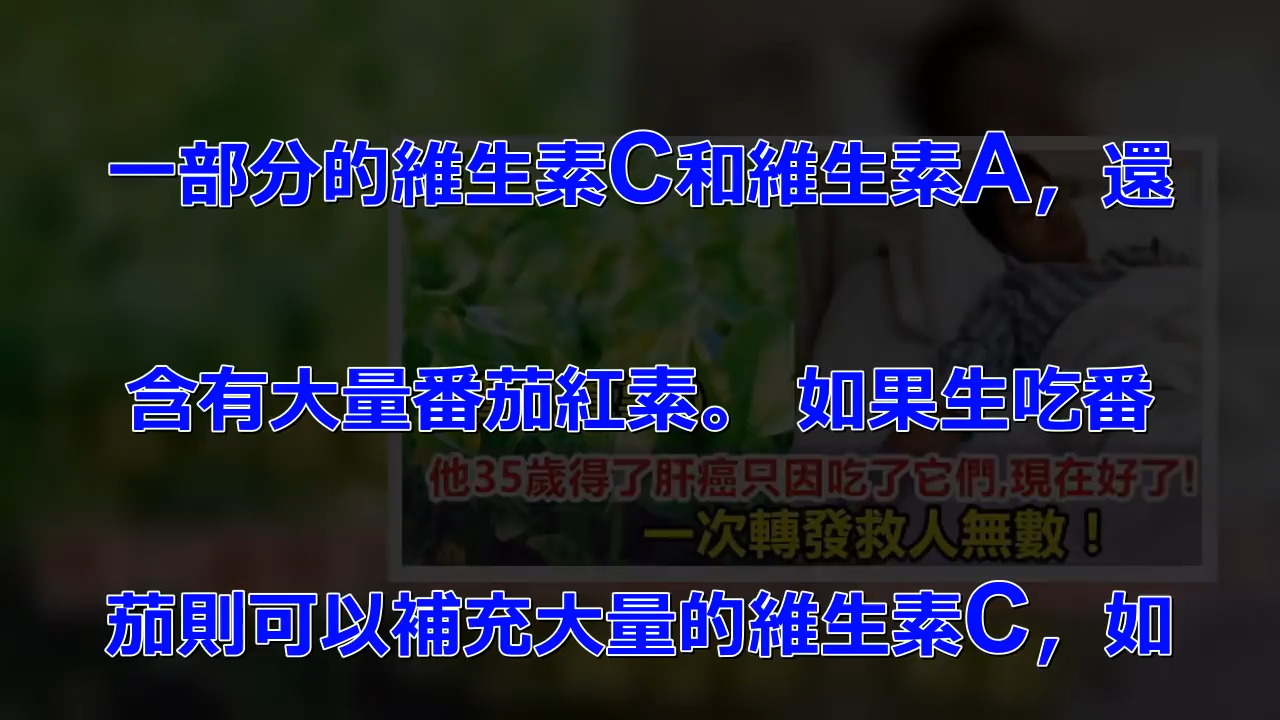 一部分的維生素C和維生素A，還
含有大量番茄紅素。 如果生吃番
他35歲得了肝癌只因吃了它們,現在好了!
一次轉發救人無數！
茄則可以補充大量的維生素C，如